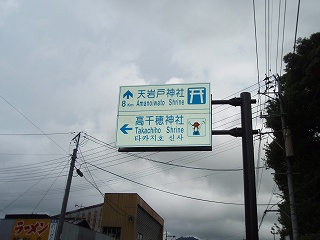 天岩戸神社
8Km Amanoiwato Shrine
高千穂神社
Takachiho Shrine
다카치호 신사
ラーメン